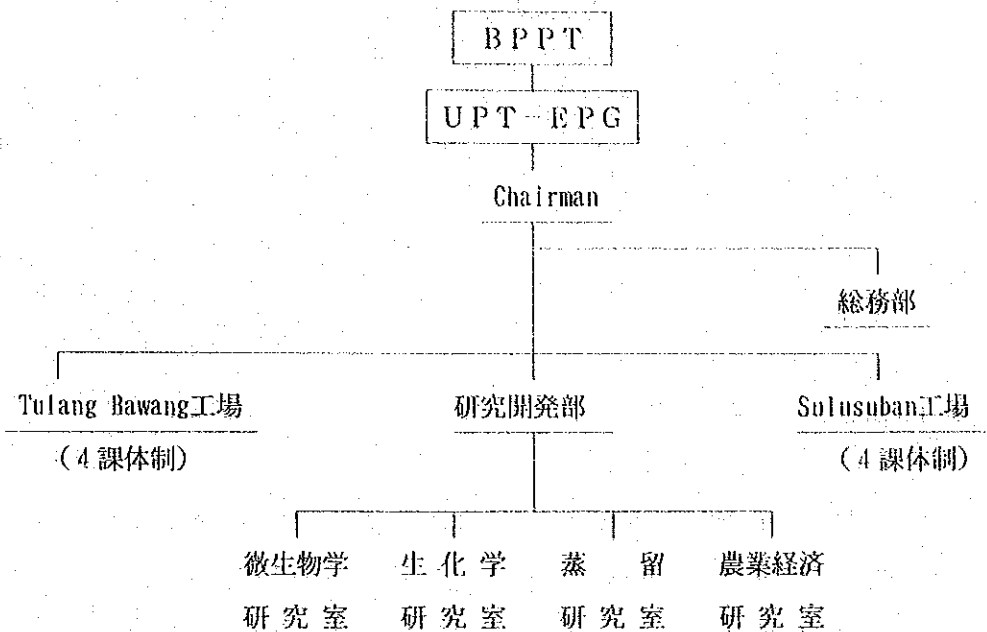 BPPT
UPT-EPG
Chairman
総務部
Tulang Bawang工場 研究開発部 Sulusuban工場
(4課体制) (4課体制)
微生物学 生化学 蒸留 農業経済
研究室 研究室 研究室 研究室